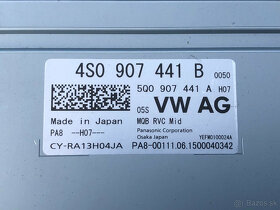 4S0 907 441 B 0050
5Q0 907 441 A H07
05S VW AG
Made in Japan MQB RVC Mid
PA8 ---H07--- Panasonic Corporation
Osaka Japan YEFM0100024A
CY-RA13H04JA PA8-00111.06.1500040342
bazos.sk